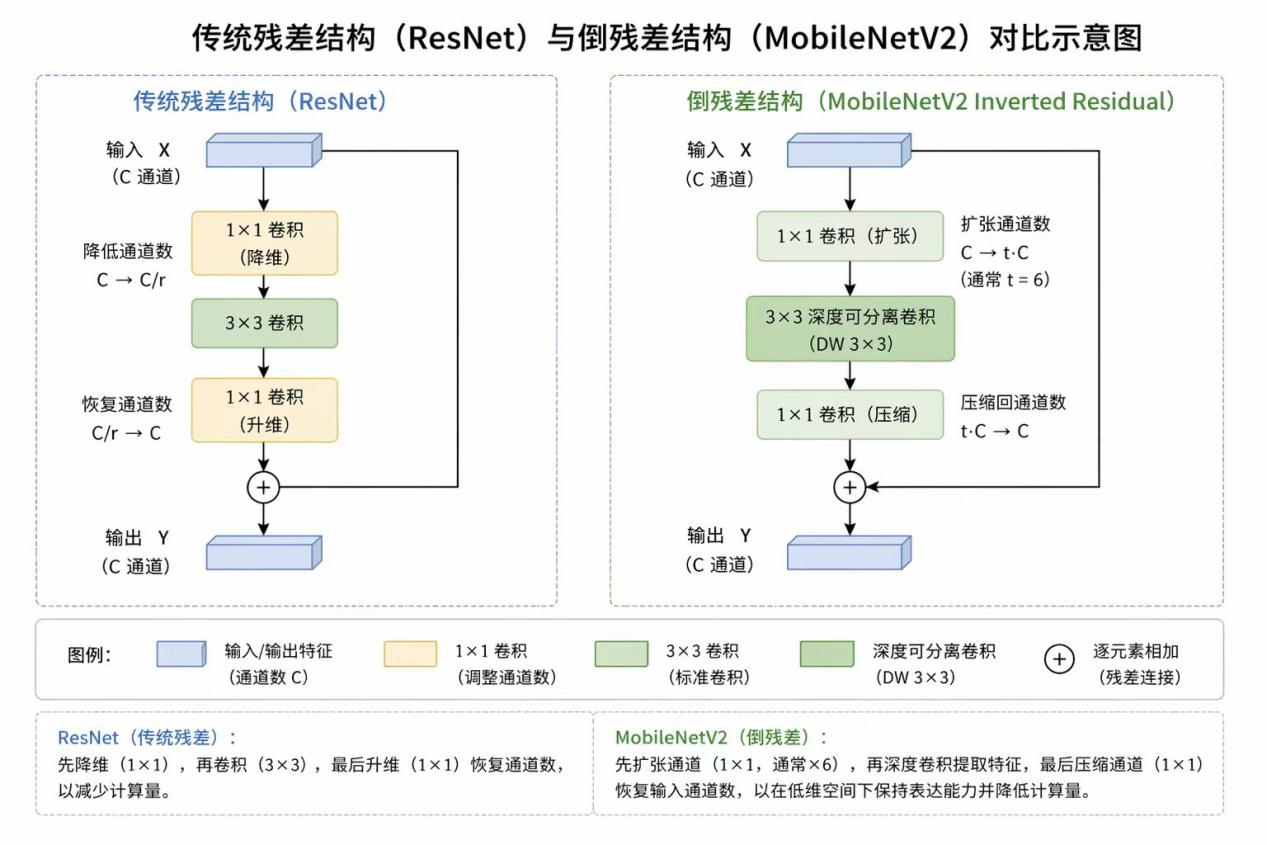 传统残差结构（ResNet）与倒残差结构（MobileNetV2）对比示意图
传统残差结构（ResNet）
输入 X
（C 通道）
1×1 卷积
（降维）
降低通道数
C → C/r
3×3 卷积
1×1 卷积
（升维）
恢复通道数
C/r → C
+
输出 Y
（C 通道）
倒残差结构（MobileNetV2 Inverted Residual）
输入 X
（C 通道）
1×1 卷积（扩张）
扩张通道数
C → t·C
（通常 t = 6）
3×3 深度可分离卷积
（DW 3×3）
1×1 卷积（压缩）
压缩回通道数
t·C → C
+
输出 Y
（C 通道）
图例：
输入/输出特征
（通道数 C）
1×1 卷积
（调整通道数）
3×3 卷积
（标准卷积）
深度可分离卷积
（DW 3×3）
+
逐元素相加
（残差连接）
ResNet（传统残差）：
先降维（1×1），再卷积（3×3），最后升维（1×1）恢复通道数，
以减少计算量。
MobileNetV2（倒残差）：
先扩张通道（1×1，通常×6），再深度卷积提取特征，最后压缩通道（1×1）
恢复输入通道数，以在低维空间下保持表达能力并降低计算量。